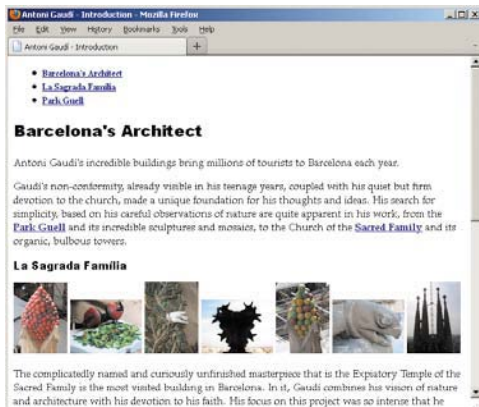 Antoni Gaudí - Introduction - Mozilla Firefox
File Edit View History Bookmarks Tools Help
Antoni Gaudí - Introduction
+
Barcelona's Architect
La Sagrada Família
Park Guell
Barcelona's Architect
Antoni Gaudí's incredible buildings bring millions of tourists to Barcelona each year.
Gaudí's non-conformity, already visible in his teenage years, coupled with his quiet but firm
devotion to the church, made a unique foundation for his thoughts and ideas. His search for
simplicity, based on his careful observations of nature are quite apparent in his work, from the
Park Guell and its incredible sculptures and mosaics, to the Church of the Sacred Family and its
organic, bulbous towers.
La Sagrada Família
The complicatedly named and curiously unfinished masterpiece that is the Expiatory Temple of the
Sacred Family is the most visited building in Barcelona. In it, Gaudí combines his vision of nature
and architecture with his devotion to his faith. His focus on this project was so intense that he